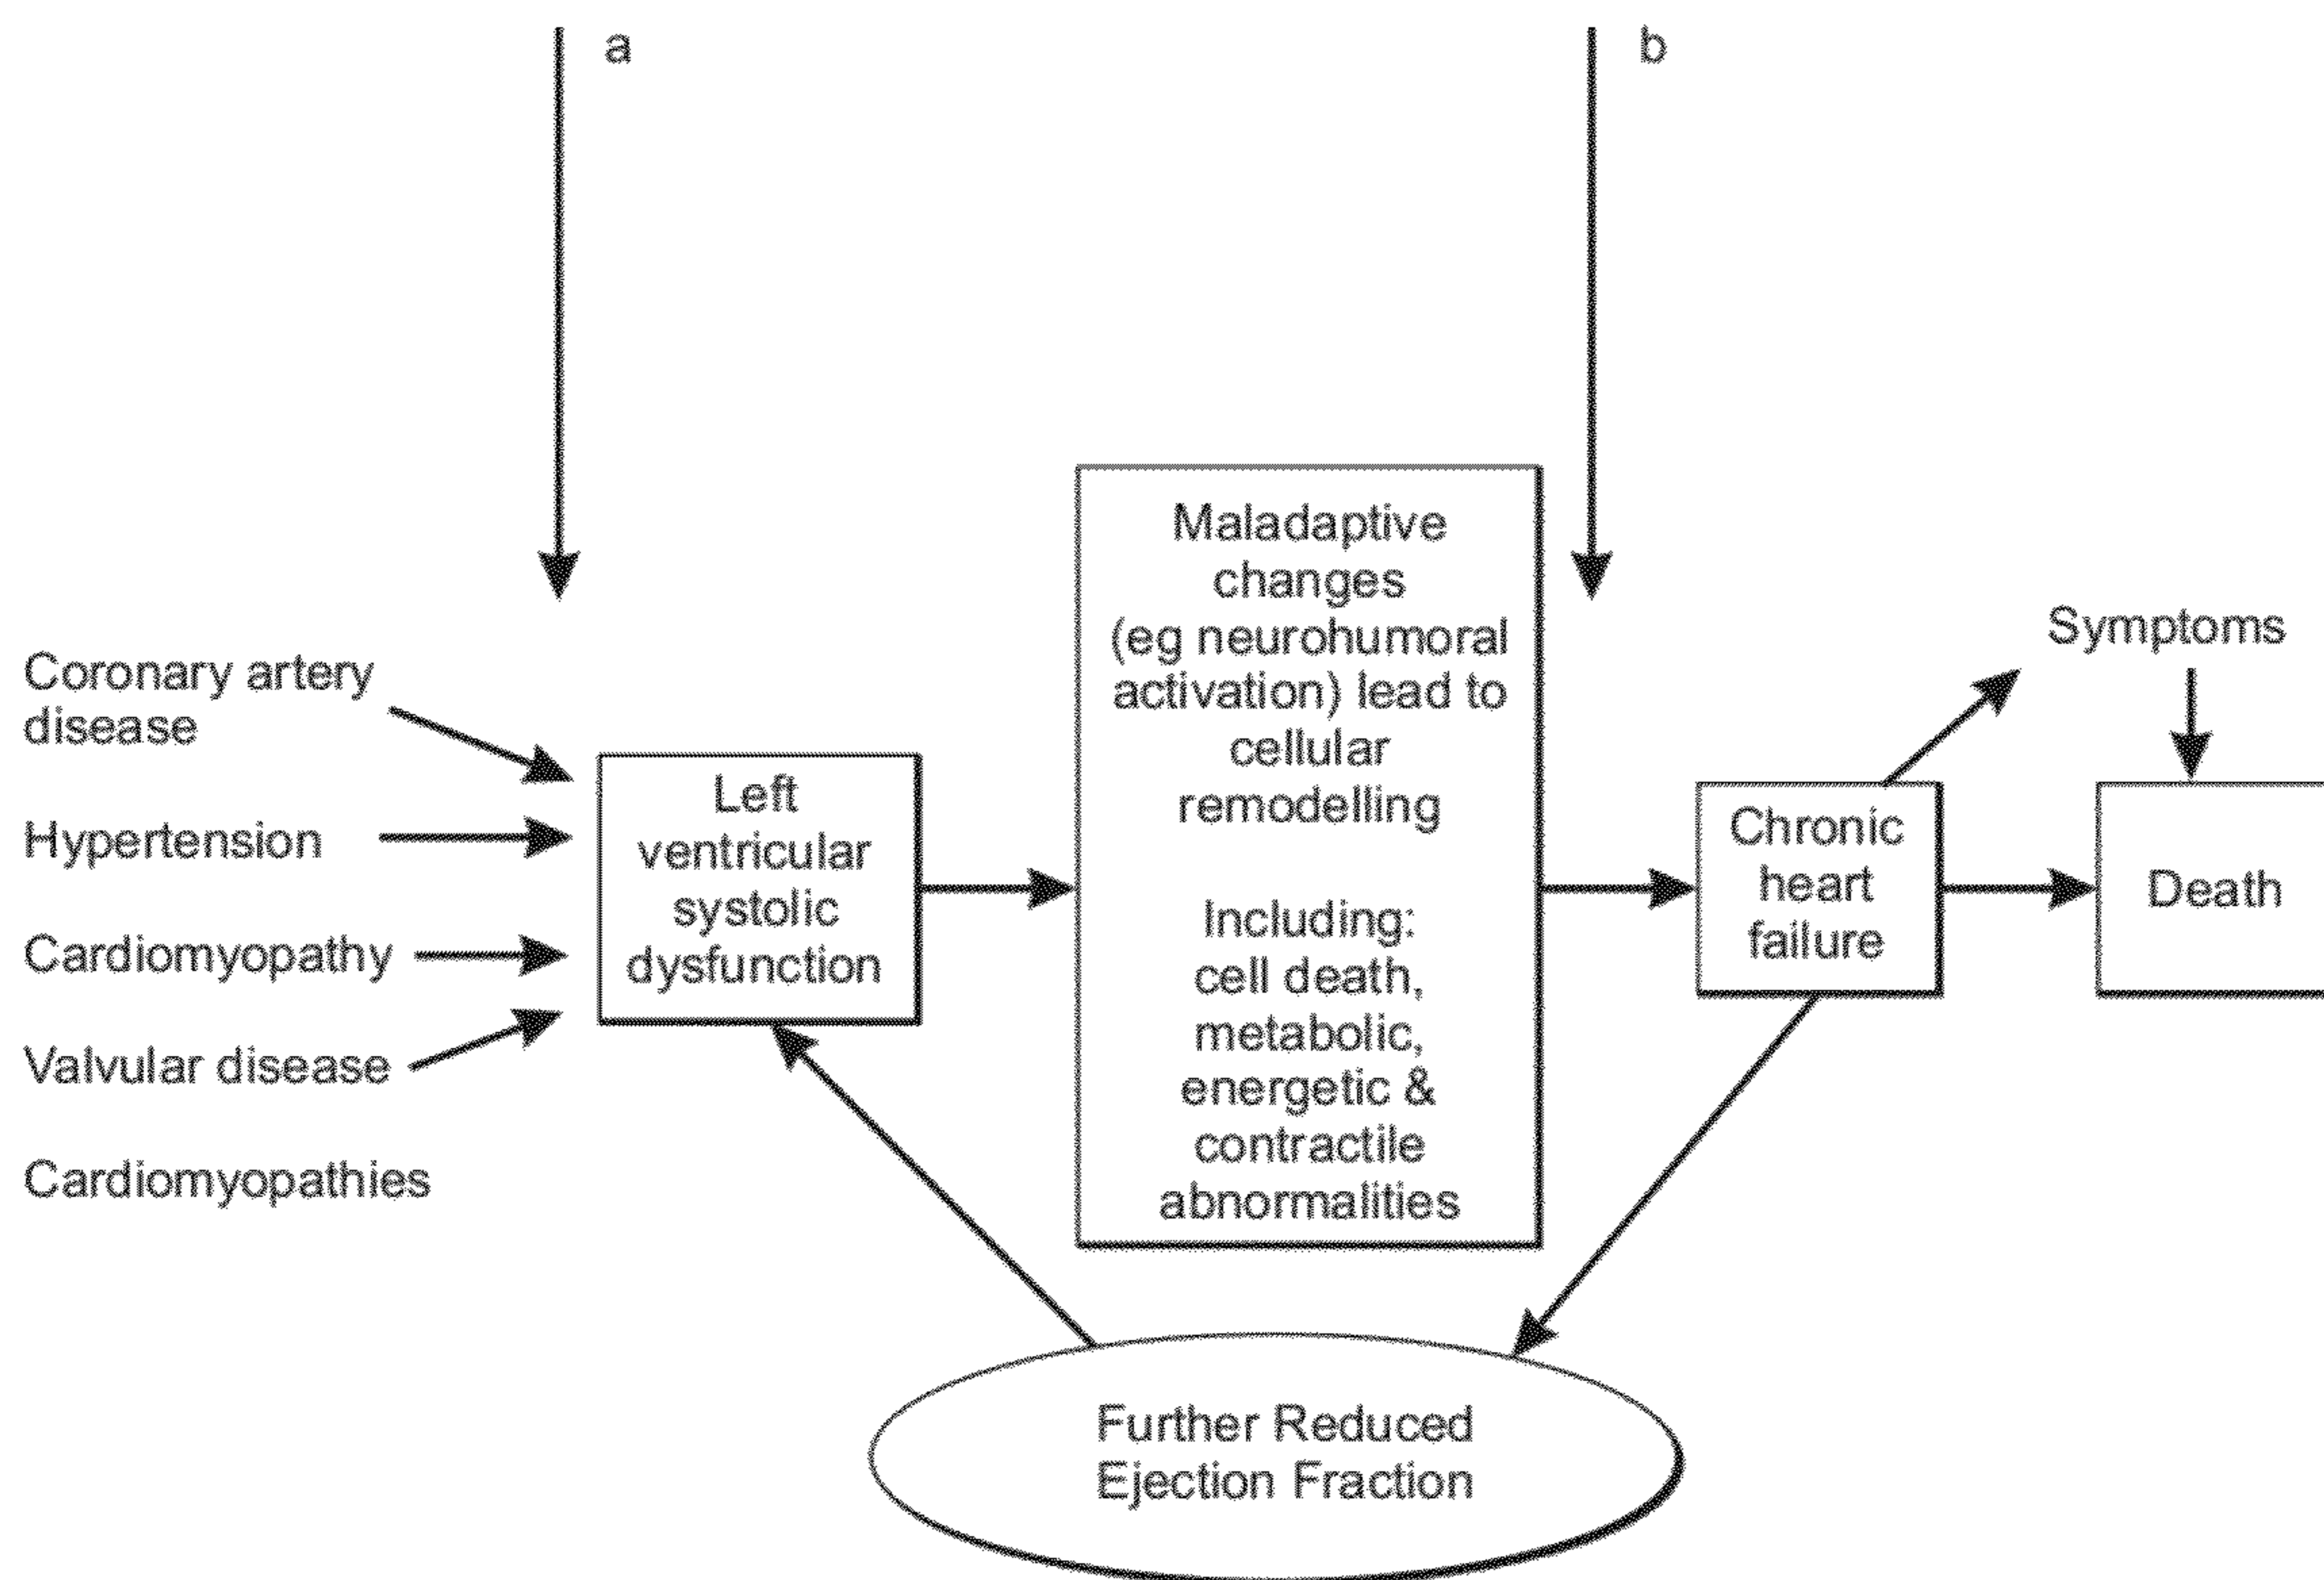 a
b
Coronary artery
disease
Hypertension
Cardiomyopathy
Valvular disease
Cardiomyopathies
Left
ventricular
systolic
dysfunction
Maladaptive
changes
(eg neurohumoral
activation) lead to
cellular
remodelling
Including:
cell death,
metabolic,
energetic &
contractile
abnormalities
Chronic
heart
failure
Symptoms
Death
Further Reduced
Ejection Fraction